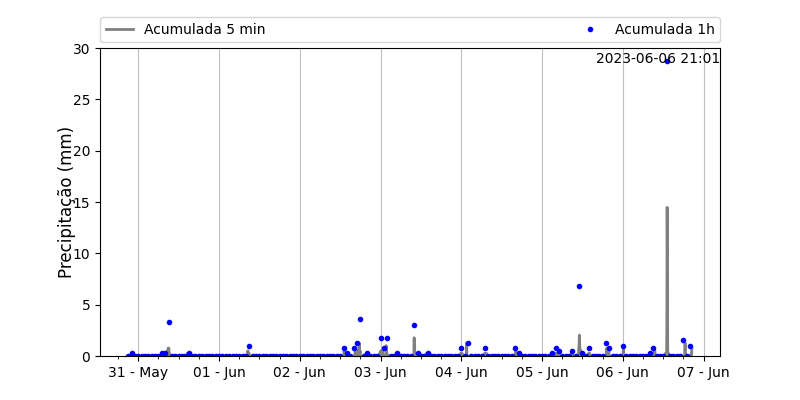 Acumulada 5 min
Acumulada 1h
2023-06-06 21:01
Precipitação (mm)
30
25
20
15
10
5
0
31 - May
01 - Jun
02 - Jun
03 - Jun
04 - Jun
05 - Jun
06 - Jun
07 - Jun